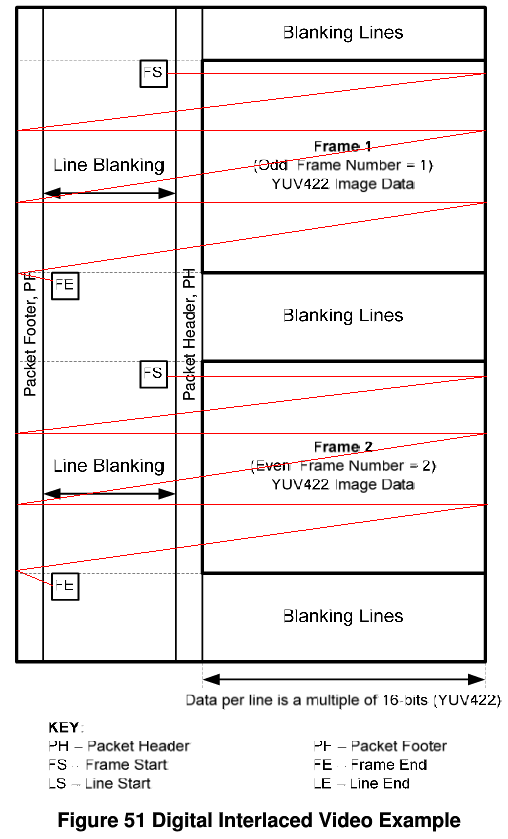 Blanking Lines
FS
Frame 1
(Odd Frame Number = 1)
YUV422 Image Data
Line Blanking
Packet Footer, PF
Packet Header, PH
FE
Blanking Lines
FS
Frame 2
(Even Frame Number = 2)
YUV422 Image Data
Line Blanking
FE
Blanking Lines
Data per line is a multiple of 16-bits (YUV422)
KEY:
PH – Packet Header PF – Packet Footer
FS – Frame Start FE – Frame End
LS – Line Start LE – Line End
Figure 51 Digital Interlaced Video Example